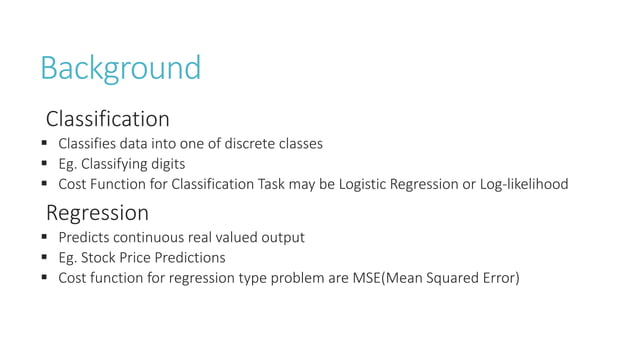 Background
Classification
▪ Classifies data into one of discrete classes
▪ Eg. Classifying digits
▪ Cost Function for Classification Task may be Logistic Regression or Log-likelihood
Regression
▪ Predicts continuous real valued output
▪ Eg. Stock Price Predictions
▪ Cost function for regression type problem are MSE(Mean Squared Error)